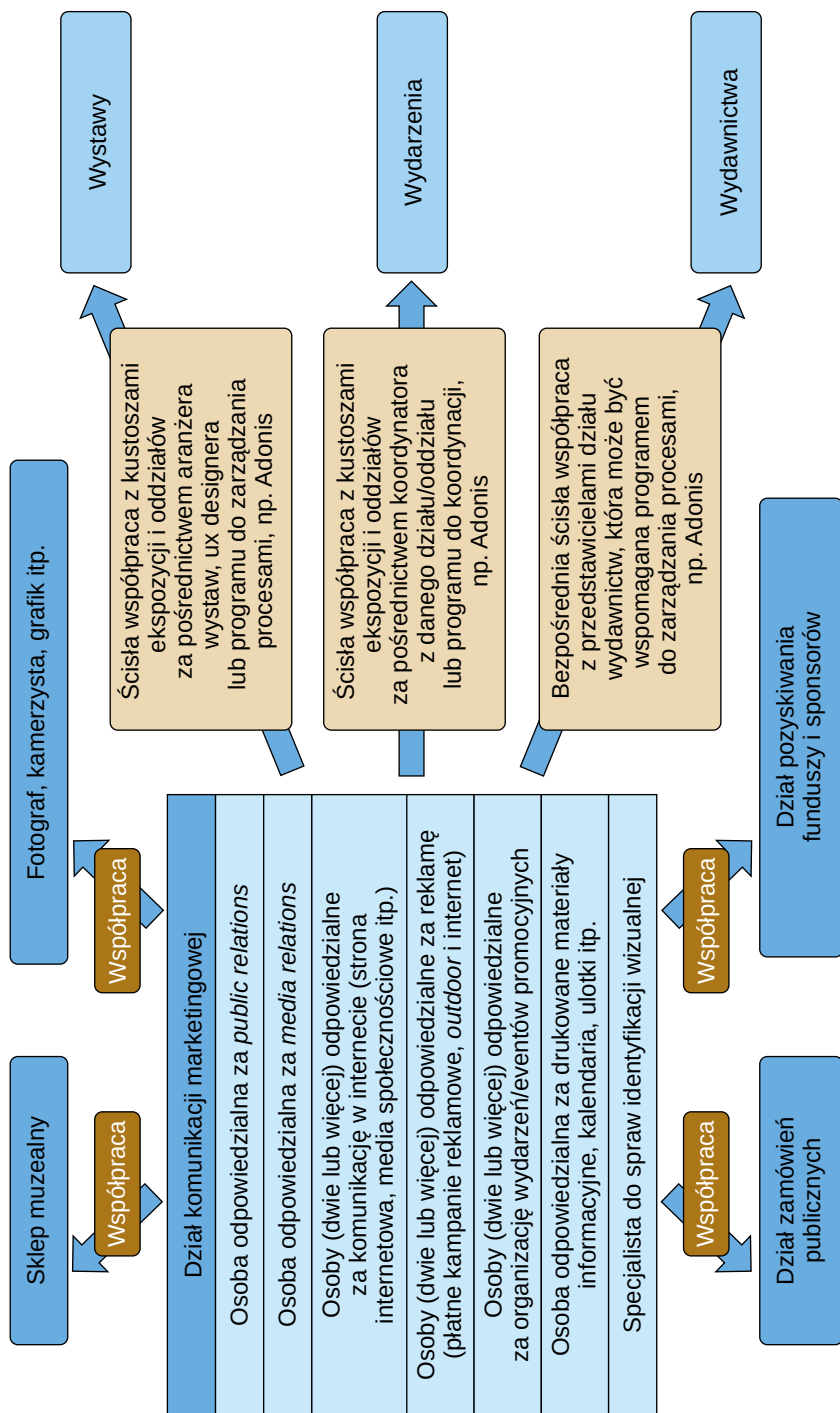 Sklep muzealny
Fotograf, kamerzysta, grafik itp.
Współpraca
Współpraca
Dział komunikacji marketingowej
Osoba odpowiedzialna za public relations
Osoba odpowiedzialna za media relations
Osoby (dwie lub więcej) odpowiedzialne
za komunikację w internecie (strona
internetowa, media społecznościowe itp.)
Osoby (dwie lub więcej) odpowiedzialne za reklamę
(płatne kampanie reklamowe, outdoor i internet)
Osoby (dwie lub więcej) odpowiedzialne
za organizację wydarzeń/eventów promocyjnych
Osoba odpowiedzialna za drukowane materiały
informacyjne, kalendaria, ulotki itp.
Specjalista do spraw identyfikacji wizualnej
Ścisła współpraca z kustoszami
ekspozycji i oddziałów
za pośrednictwem aranżera
wystaw, ux designera
lub programu do zarządzania
procesami, np. Adonis
Wystawy
Ścisła współpraca z kustoszami
ekspozycji i oddziałów
za pośrednictwem koordynatora
z danego działu/oddziału
lub programu do koordynacji,
np. Adonis
Wydarzenia
Bezpośrednia ścisła współpraca
z przedstawicielami działu
wydawnictw, która może być
wspomagana programem
do zarządzania procesami,
np. Adonis
Wydawnictwa
Współpraca
Współpraca
Dział zamówień
publicznych
Dział pozyskiwania
funduszy i sponsorów